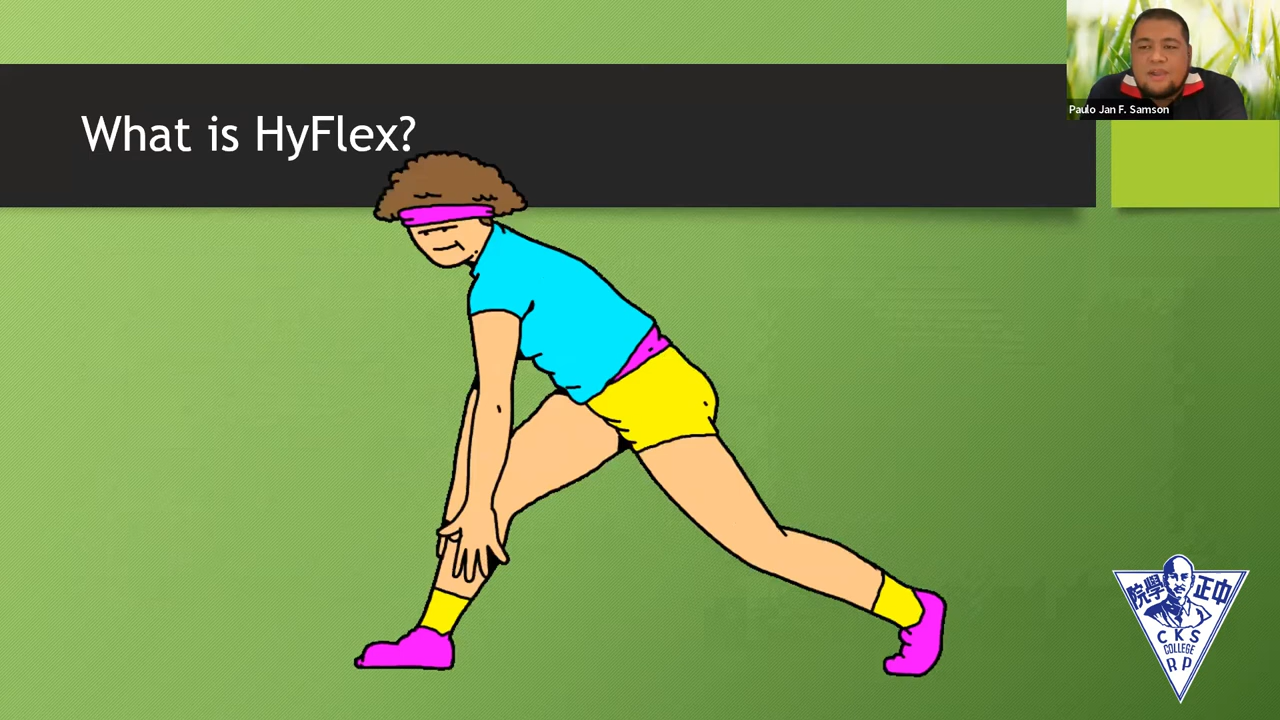 What is HyFlex?
Paulo Jan F. Samson
院學 正中
CKS
COLLEGE
RP